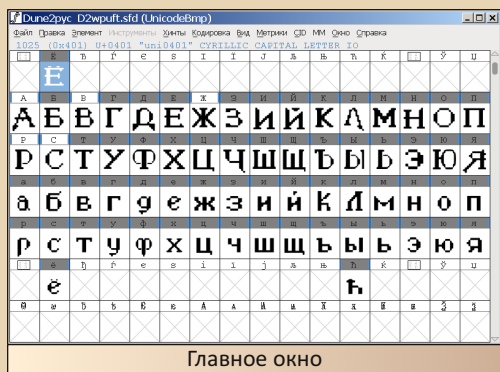 Dune2рус D2wpuft.sfd (UnicodeBmp)
Файл Правка Элемент Инструменты Хинты Кодировка Вид Метрики CID MM Окно Справка
1025 (0x401) U+0401 "uni0401" CYRILLIC CAPITAL LETTER IO
Ё Ђ Ѓ Є Ѕ І Ї Ј Љ Њ Ћ Ќ Ў Џ
Ё
А Б В Г Д Е Ж З И Й К Л М Н О П
А Б В Г Д Е Ж З И Й К Л М Н О П
Р С Т У Ф Х Ц Ч Ш Щ Ъ Ы Ь Э Ю Я
Р С Т У Ф Х Ц Ч Ш Щ Ъ Ы Ь Э Ю Я
а б в г д е ж з и й к л м н о п
а б в г д е ж з и й к л м н о п
р с т у ф х ц ч ш щ ъ ы ь э ю я
р с т у ф х ц ч ш щ ъ ы ь э ю я
ё ђ ѓ є ѕ і ї ј љ њ ћ ќ ў џ
ё ћ
Главное окно